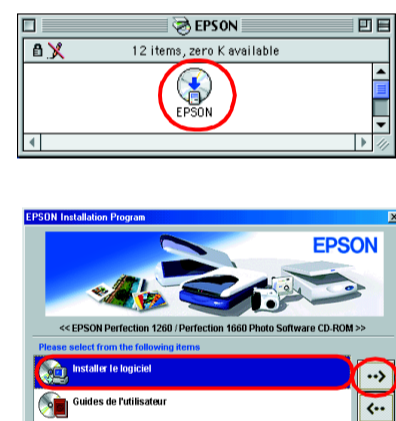 EPSON
12 items, zero K available
EPSON
EPSON Installation Program
EPSON
<< EPSON Perfection 1260 / Perfection 1660 Photo Software CD-ROM >>
Please select from the following items
Installer le logiciel
Guides de l'utilisateur